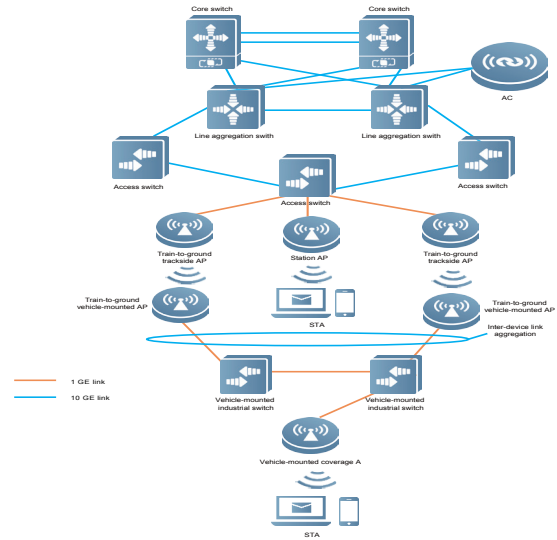 Core switch
Core switch
AC
Line aggregation swith
Line aggregation swith
Access switch
Access switch
Access switch
Train-to-ground
trackside AP
Station AP
Train-to-ground
trackside AP
Train-to-ground
vehicle-mounted AP
STA
Train-to-ground
vehicle-mounted AP
Inter-device link
aggregation
1 GE link
10 GE link
Vehicle-mounted
industrial switch
Vehicle-mounted
industrial switch
Vehicle-mounted coverage A
STA